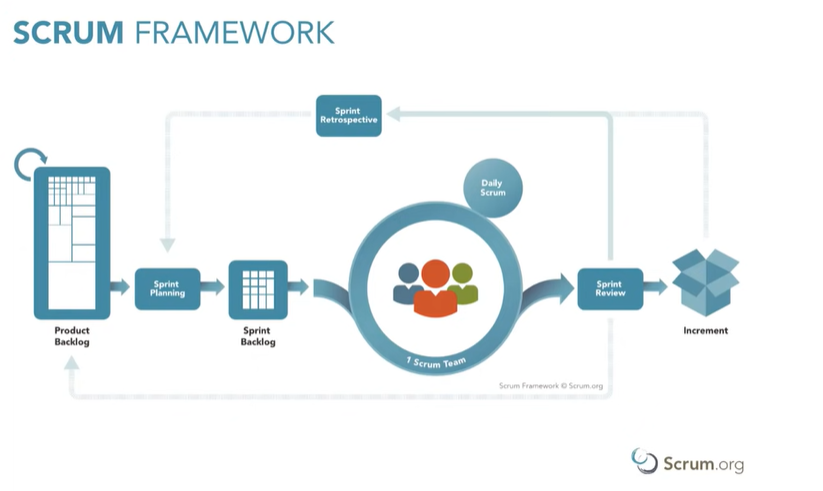 SCRUM FRAMEWORK
Sprint
Retrospective
Daily
Scrum
Sprint
Planning
Sprint
Review
Product
Backlog
Sprint
Backlog
1 Scrum Team
Increment
Scrum Framework © Scrum.org
Scrum.org